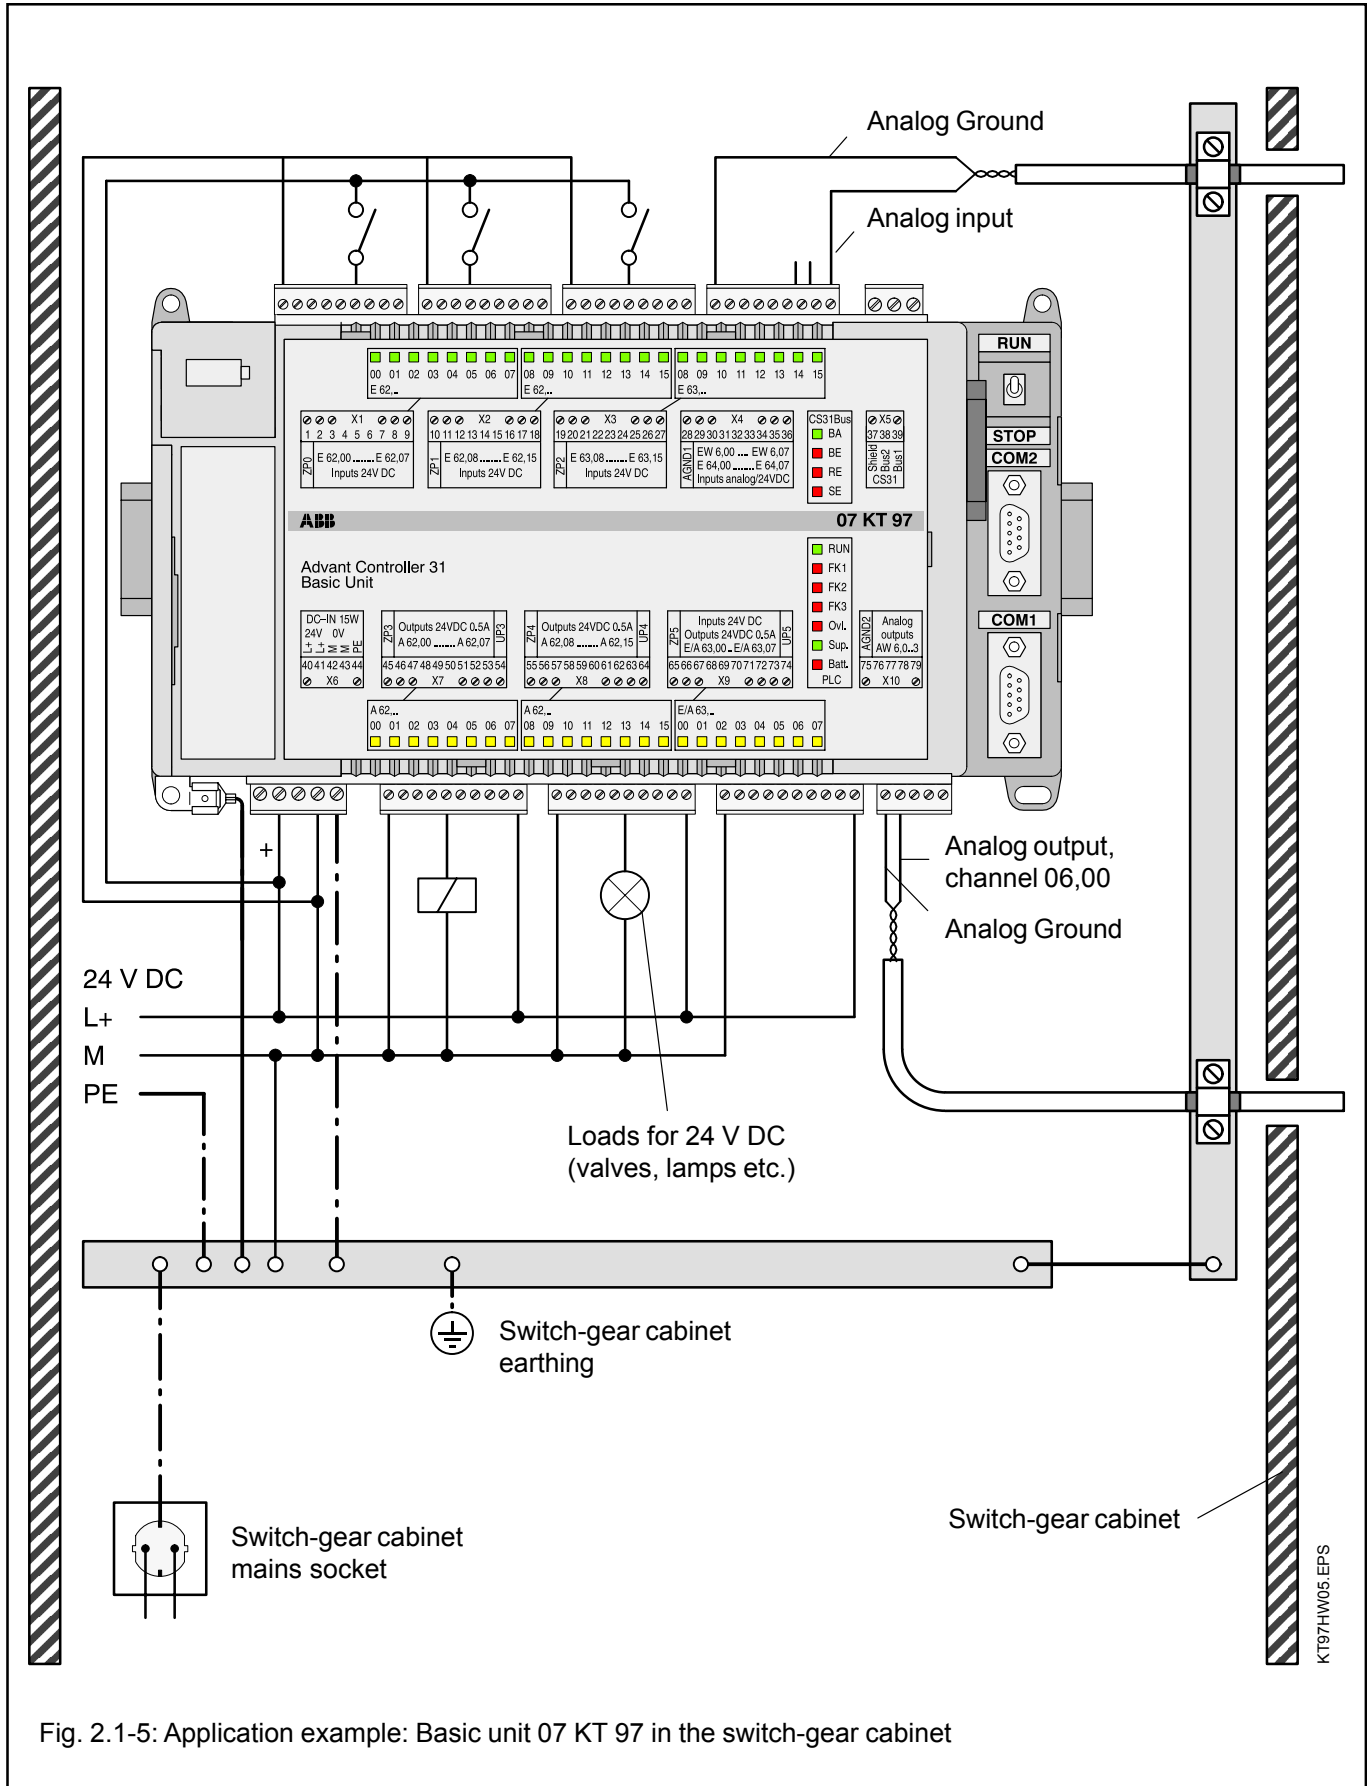 Analog Ground
Analog input
RUN
STOP
COM2
COM1
00 01 02 03 04 05 06 07
E 62,..
08 09 10 11 12 13 14 15
E 62,..
08 09 10 11 12 13 14 15
E 63,..
X1
1 2 3 4 5 6 7 8 9
ZP0
E 62,00 ....... E 62,07
Inputs 24V DC
X2
10 11 12 13 14 15 16 17 18
ZP1
E 62,08 ....... E 62,15
Inputs 24V DC
X3
19 20 21 22 23 24 25 26 27
ZP2
E 63,08 ....... E 63,15
Inputs 24V DC
X4
28 29 30 31 32 33 34 35 36
AGND1
EW 6,00 .... EW 6,07
E 64,00 ....... E 64,07
Inputs analog/24VDC
CS31Bus
BA
BE
RE
SE
X5
37 38 39
Shield
Bus2
Bus1
CS31
ABB
07 KT 97
Advant Controller 31
Basic Unit
RUN
FK1
FK2
FK3
Ovl.
Sup.
Batt.
PLC
DC–IN 15W
24V 0V
L+ L+ M M PE
40 41 42 43 44
X6
ZP3
Outputs 24VDC 0.5A
A 62,00 ....... A 62,07
UP3
45 46 47 48 49 50 51 52 53 54
X7
ZP4
Outputs 24VDC 0.5A
A 62,08 ..... A 62,15
UP4
55 56 57 58 59 60 61 62 63 64
X8
ZP5
Inputs 24V DC
Outputs 24VDC 0.5A
E/A 63,00 .. E/A 63,07
UP5
65 66 67 68 69 70 71 72 73 74
X9
AGND2
Analog
outputs
AW 6,0..3
75 76 77 78 79
X10
A 62,..
00 01 02 03 04 05 06 07
A 62,..
08 09 10 11 12 13 14 15
E/A 63,..
00 01 02 03 04 05 06 07
+
Analog output,
channel 06,00
Analog Ground
24 V DC
L+
M
PE
Loads for 24 V DC
(valves, lamps etc.)
Switch-gear cabinet
earthing
Switch-gear cabinet
mains socket
Switch-gear cabinet
KT97HW05.EPS
Fig. 2.1-5: Application example: Basic unit 07 KT 97 in the switch-gear cabinet